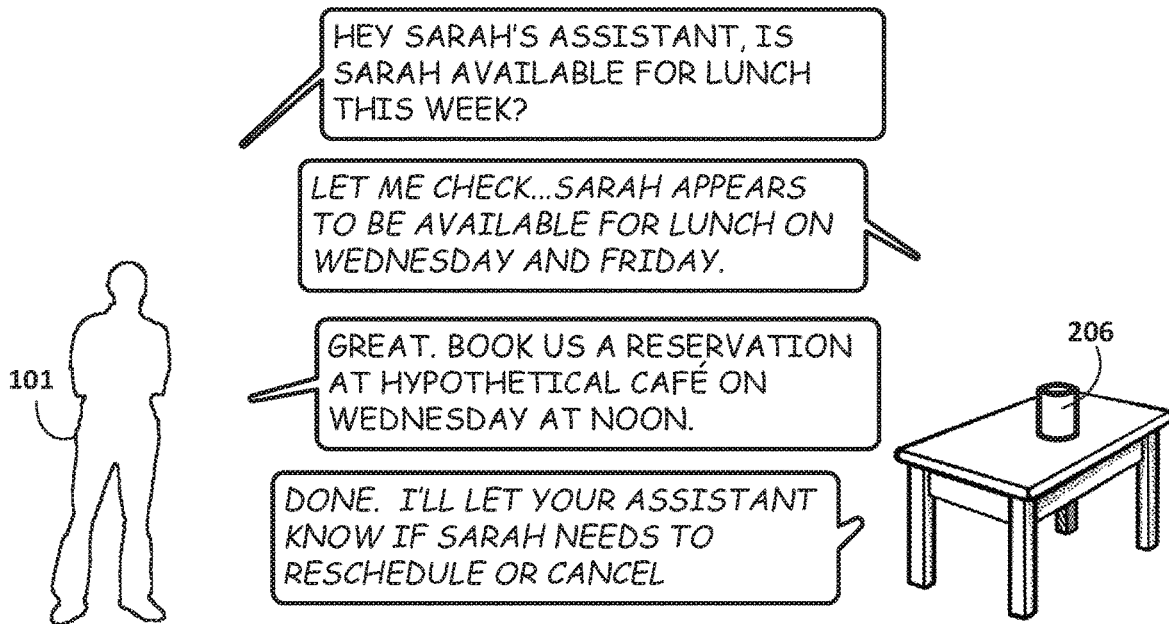 HEY SARAH'S ASSISTANT, IS
SARAH AVAILABLE FOR LUNCH
THIS WEEK?
LET ME CHECK...SARAH APPEARS
TO BE AVAILABLE FOR LUNCH ON
WEDNESDAY AND FRIDAY.
GREAT. BOOK US A RESERVATION
AT HYPOTHETICAL CAFÉ ON
WEDNESDAY AT NOON.
206
101
DONE. I'LL LET YOUR ASSISTANT
KNOW IF SARAH NEEDS TO
RESCHEDULE OR CANCEL